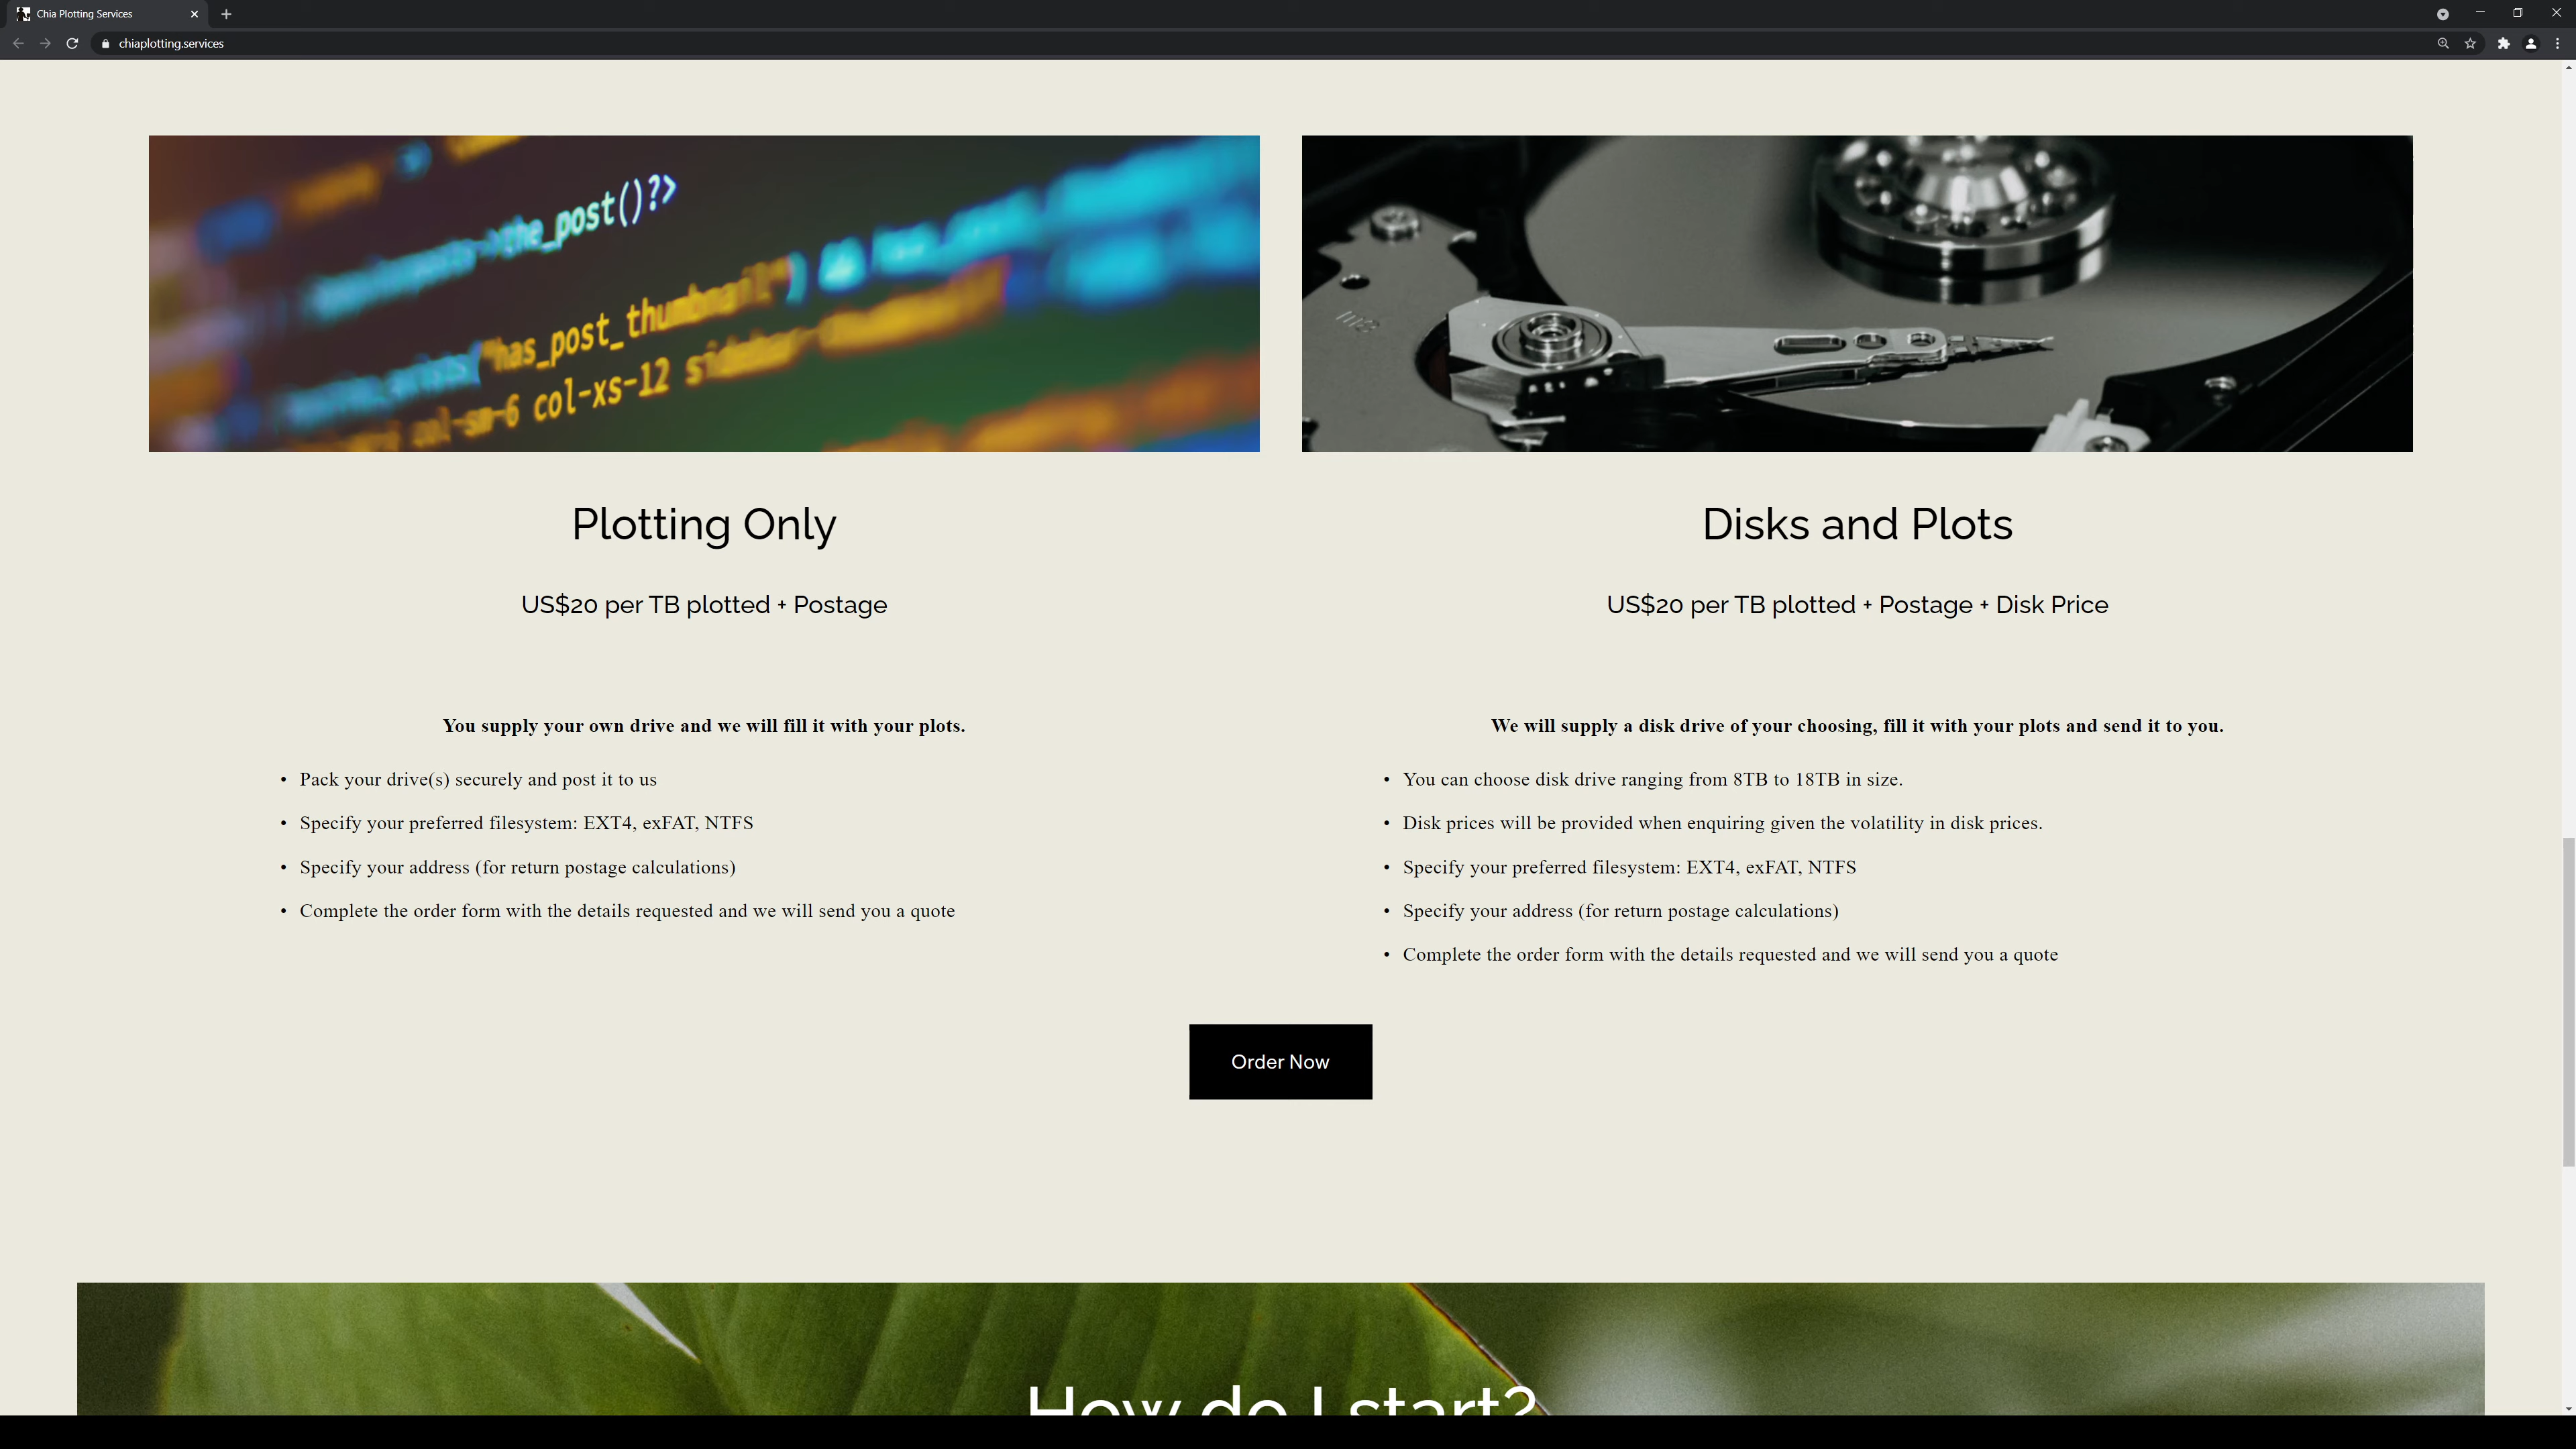 Chia Plotting Services
chiaplotting.services
the_post()?>
"has_post_thumbnail"
col-sm-6 col-xs-12
Plotting Only
US$20 per TB plotted + Postage
You supply your own drive and we will fill it with your plots.
• Pack your drive(s) securely and post it to us
• Specify your preferred filesystem: EXT4, exFAT, NTFS
• Specify your address (for return postage calculations)
• Complete the order form with the details requested and we will send you a quote
Disks and Plots
US$20 per TB plotted + Postage + Disk Price
We will supply a disk drive of your choosing, fill it with your plots and send it to you.
• You can choose disk drive ranging from 8TB to 18TB in size.
• Disk prices will be provided when enquiring given the volatility in disk prices.
• Specify your preferred filesystem: EXT4, exFAT, NTFS
• Specify your address (for return postage calculations)
• Complete the order form with the details requested and we will send you a quote
Order Now
How do I start?